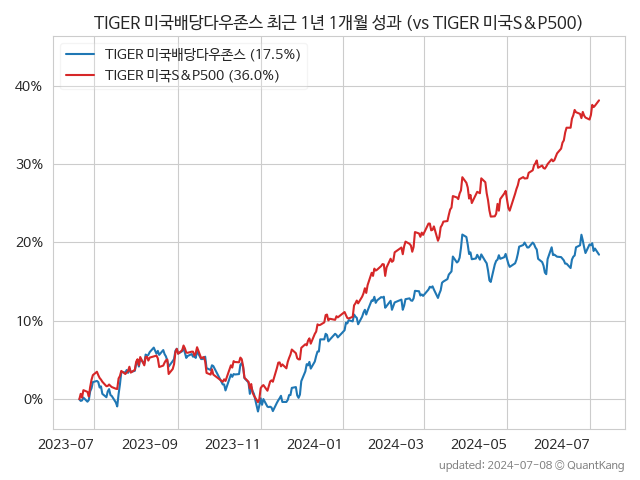 TIGER 미국배당다우존스 최근 1년 1개월 성과 (vs TIGER 미국S&P500)
TIGER 미국배당다우존스 (17.5%)
TIGER 미국S&P500 (36.0%)
40%
30%
20%
10%
0%
2023-07 2023-09 2023-11 2024-01 2024-03 2024-05 2024-07
updated: 2024-07-08 © QuantKang